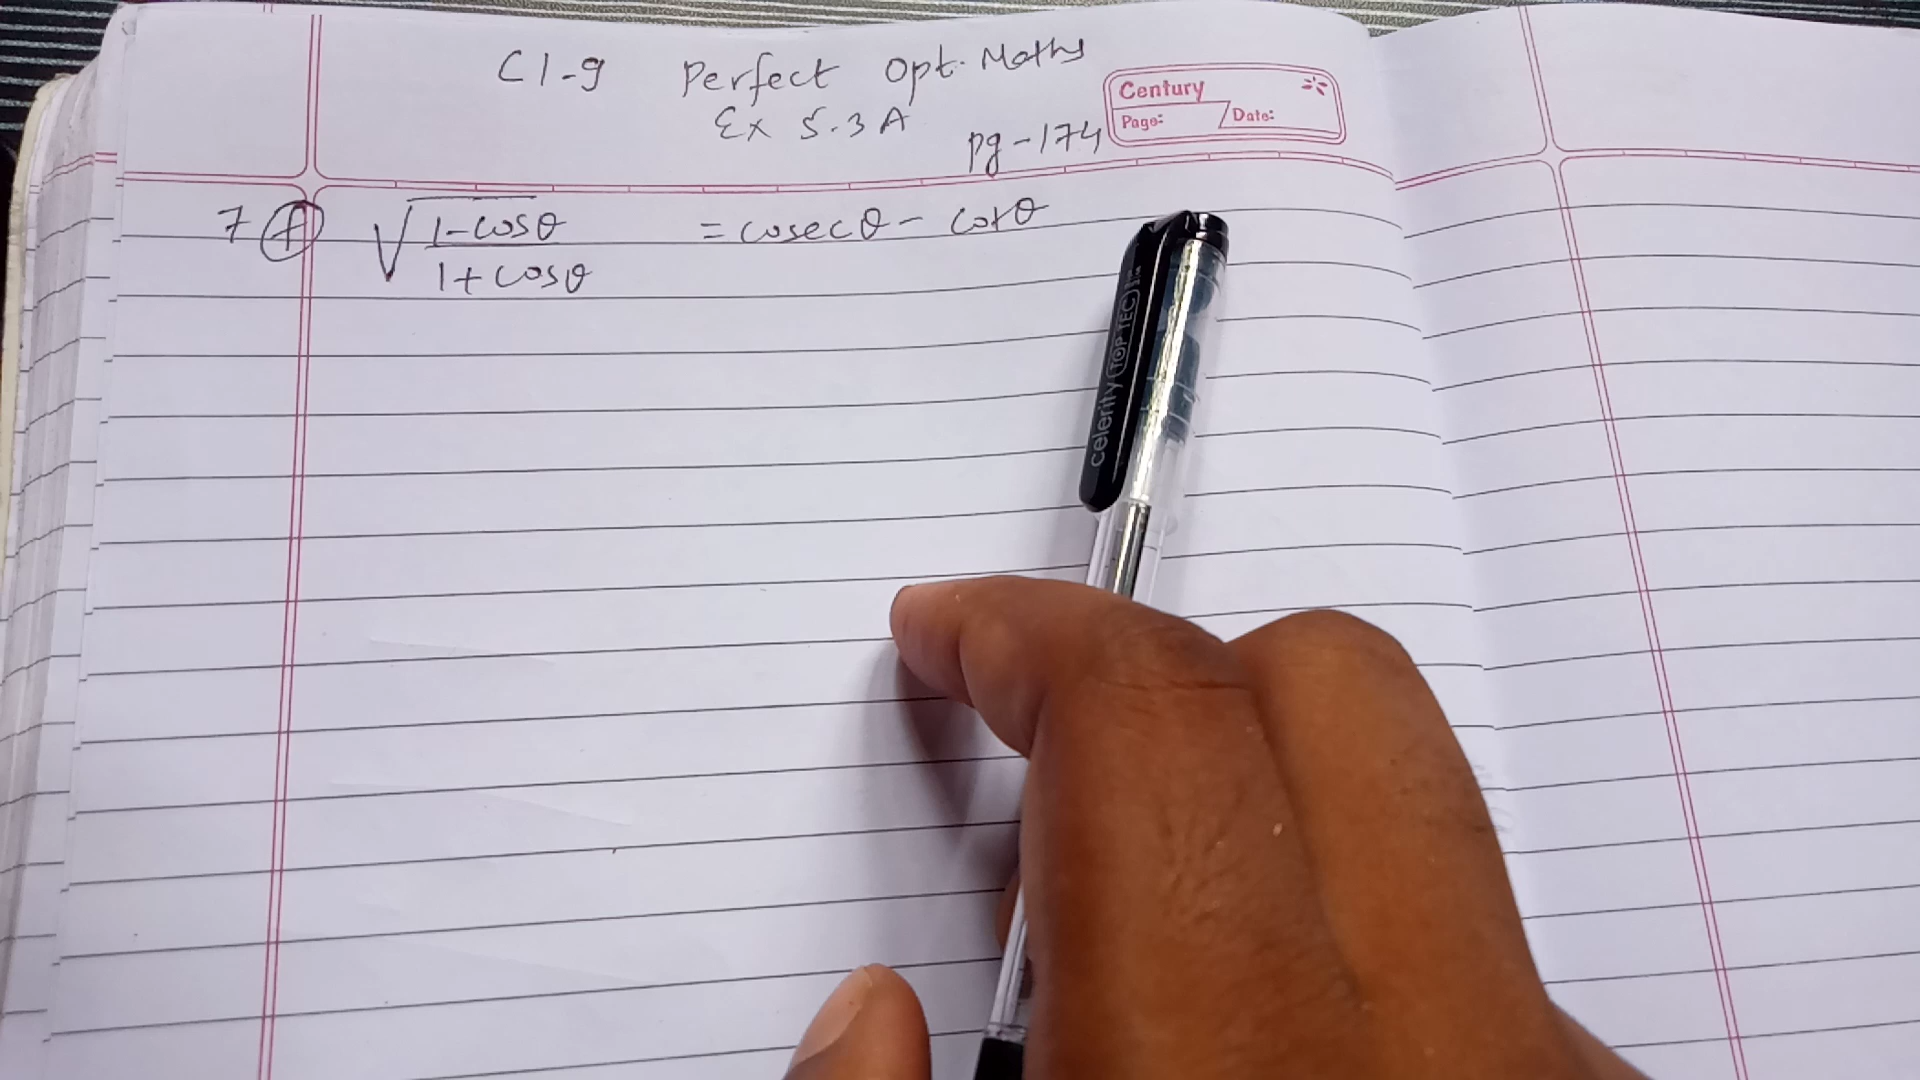 Cl-9 Perfect Opt. Maths
Ex 5.3 A
pg-174
Century
Page: Date:
7 (f) √(1-cosθ / 1+cosθ) = cosecθ - cotθ
celerity TOP TEC